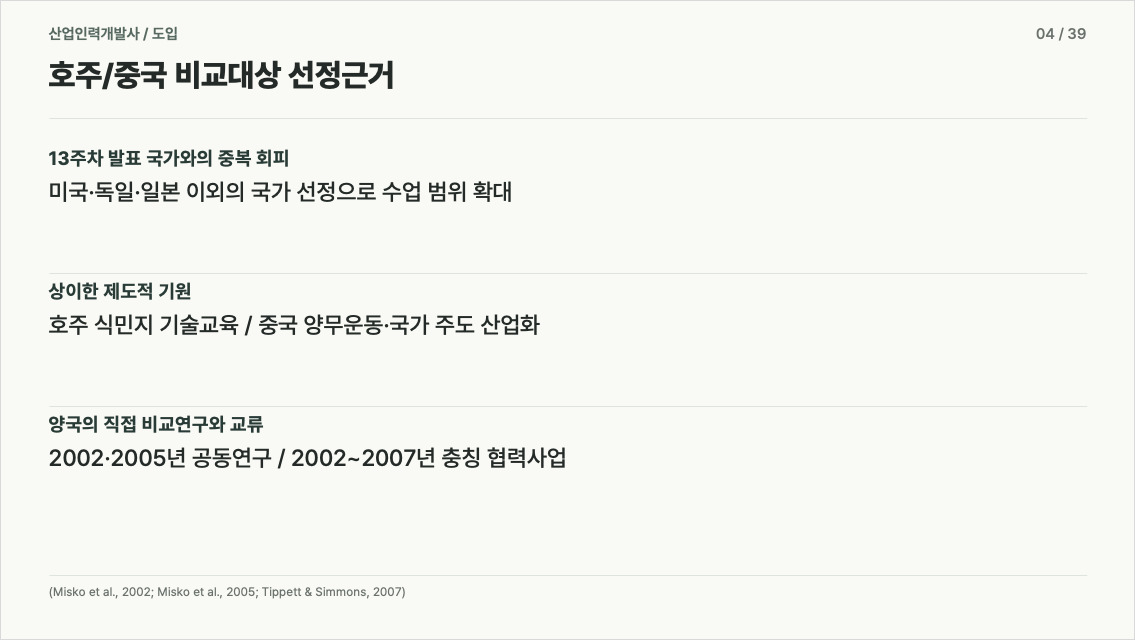 산업인력개발사 / 도입
04 / 39
호주/중국 비교대상 선정근거
13주차 발표 국가와의 중복 회피
미국·독일·일본 이외의 국가 선정으로 수업 범위 확대
상이한 제도적 기원
호주 식민지 기술교육 / 중국 양무운동·국가 주도 산업화
양국의 직접 비교연구와 교류
2002·2005년 공동연구 / 2002~2007년 충칭 협력사업
(Misko et al., 2002; Misko et al., 2005; Tippett & Simmons, 2007)